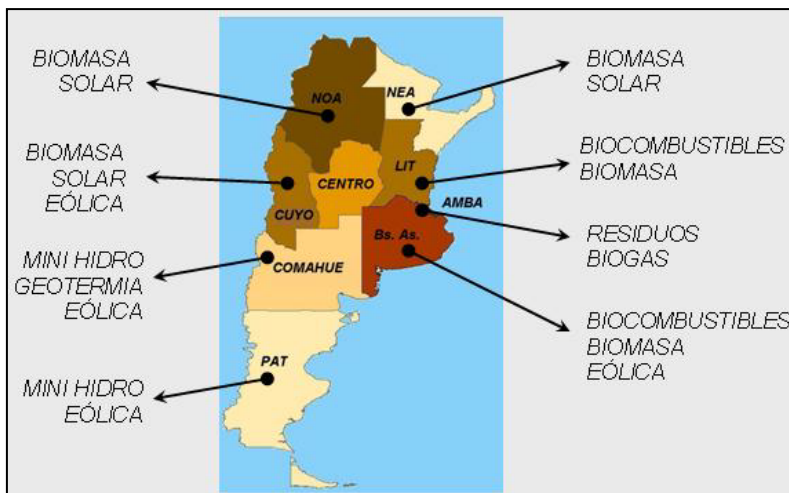 BIOMASA
SOLAR
BIOMASA
SOLAR
EÓLICA
MINI HIDRO
GEOTERMIA
EÓLICA
MINI HIDRO
EÓLICA
NOA
NEA
LIT
CENTRO
CUYO
AMBA
Bs. As.
COMAHUE
PAT
BIOMASA
SOLAR
BIOCOMBUSTIBLES
BIOMASA
RESIDUOS
BIOGAS
BIOCOMBUSTIBLES
BIOMASA
EÓLICA